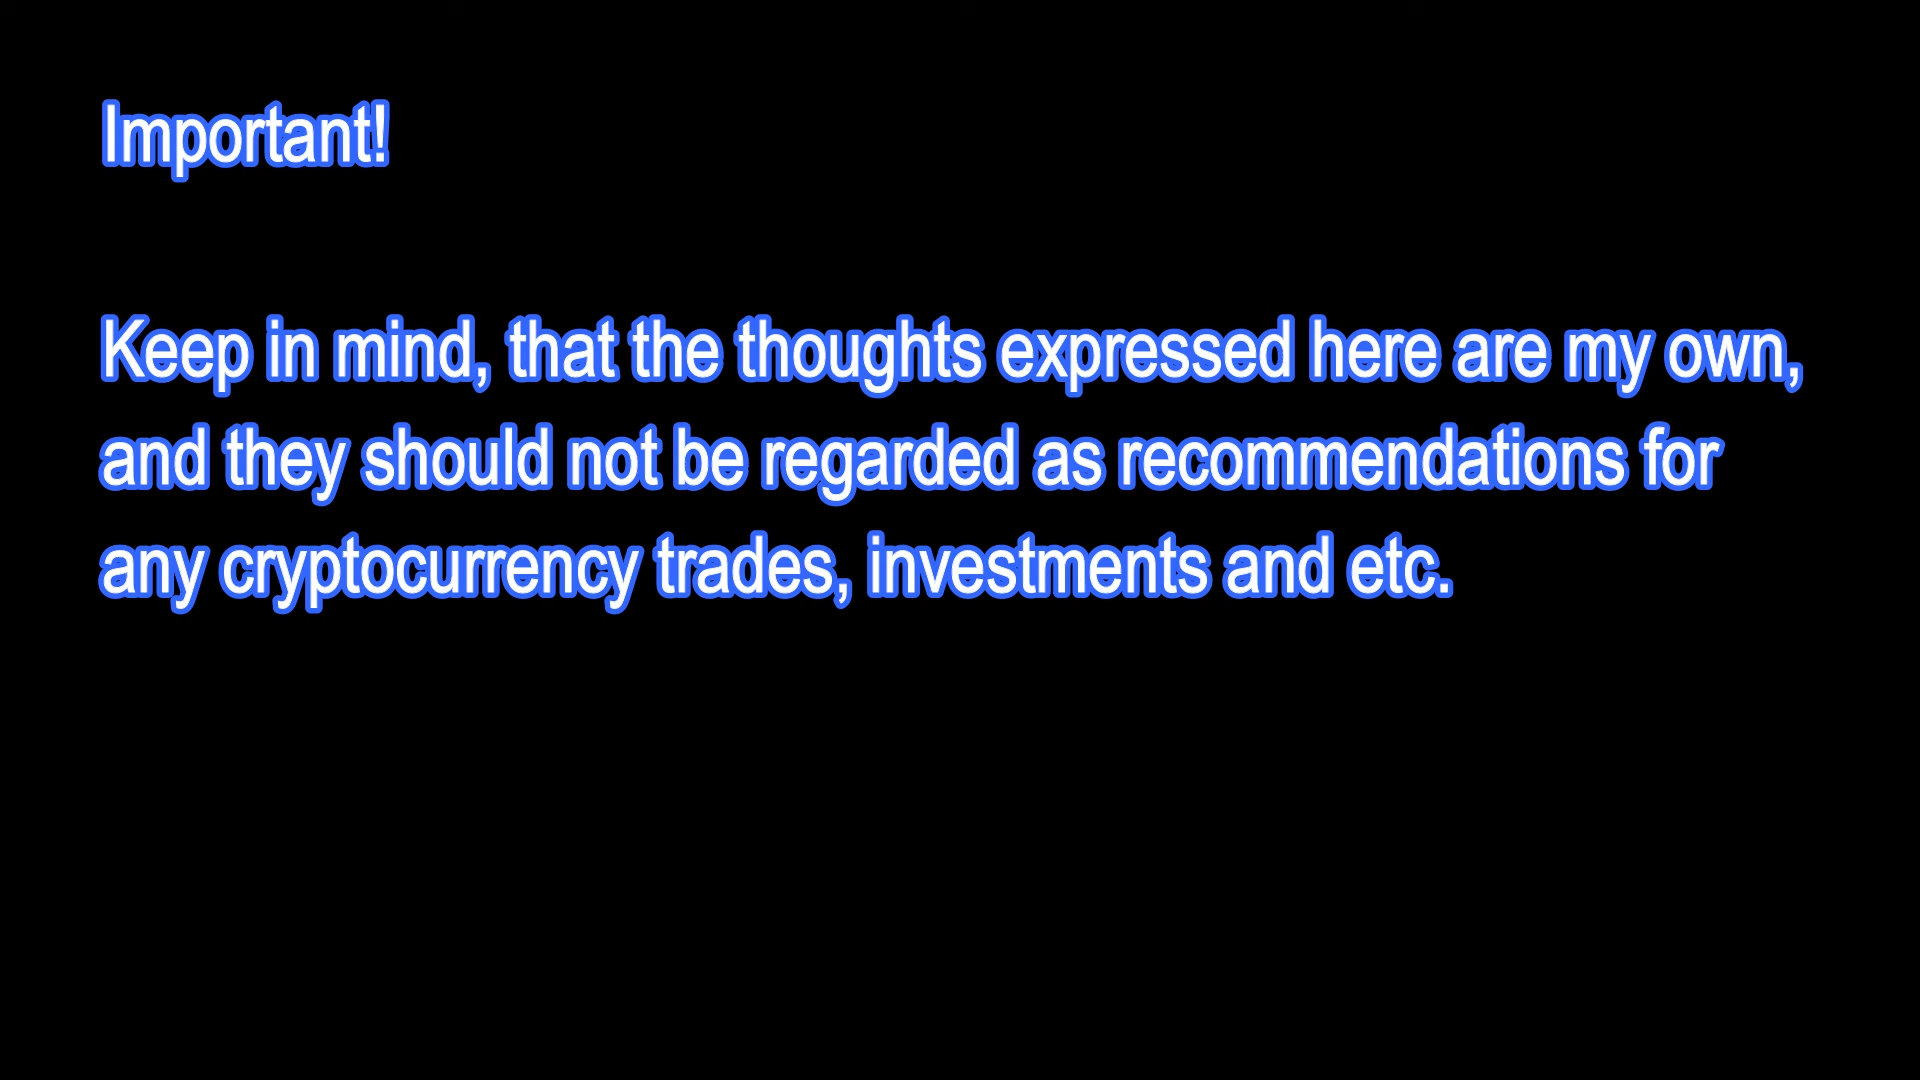 Important!
Keep in mind, that the thoughts expressed here are my own,
and they should not be regarded as recommendations for
any cryptocurrency trades, investments and etc.